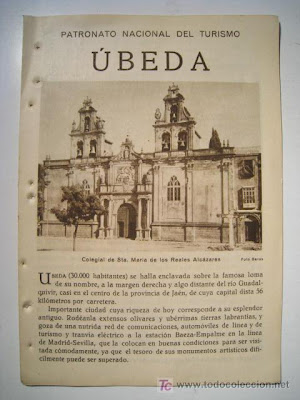 PATRONATO NACIONAL DEL TURISMO
ÚBEDA
Colegial de Sta. María de los Reales Alcázares
ÚBEDA (30.000 habitantes) se halla enclavada sobre la famosa loma
de su nombre, a la margen derecha y algo distante del río Guadal-
quivir, casi en el centro de la provincia de Jaén, de cuya capital dista 56
kilómetros por carretera.
Importante ciudad cuya riqueza de hoy corresponde a su esplendor
antiguo. Rodéanla extensos olivares y ubérrimas tierras labrantías, y
goza de una nutrida red de comunicaciones, automóviles de línea y de
turismo y tranvía eléctrico a la estación Baeza-Empalme en la línea
de Madrid-Sevilla, que la colocan en buenas condiciones para ser visi-
tada cómodamente, ya que el tesoro de sus monumentos artísticos difí-
cilmente puede ser superado.
www.todocoleccion.net